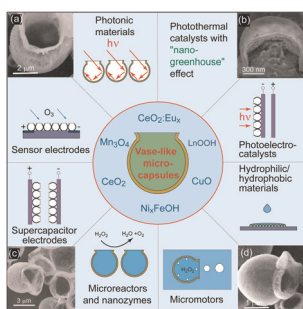 (a)
2 μm
Photonic
materials
hν
Photothermal
catalysts with
"nano-
greenhouse"
effect
(b)
300 nm
O₃
Sensor electrodes
CeO₂:Euₓ
Mn₃O₄
LnOOH
CeO₂
CuO
NiₓFeOH
Vase-like
micro-
capsules
+
-
hν
Photoelectro-
catalysts
Supercapacitor
electrodes
Hydrophilic/
hydrophobic
materials
(c)
3 μm
H₂O₂
H₂O +O₂
Microreactors
and nanozymes
H₂O₂
Micromotors
(d)
3 μm